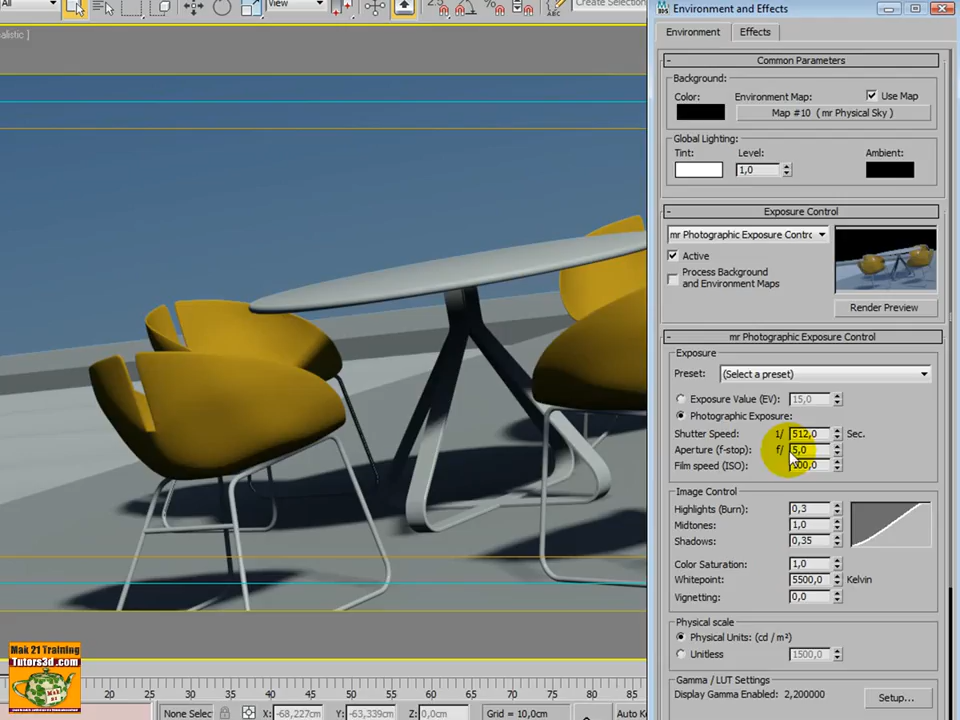 All
View
Create Selection
Environment and Effects
alistic ]
Environment
Effects
Common Parameters
Background:
Color:
Environment Map:
Use Map
Map #10 ( mr Physical Sky )
Global Lighting:
Tint:
Level:
Ambient:
1,0
Exposure Control
mr Photographic Exposure Contrc
Active
Process Background
and Environment Maps
Render Preview
mr Photographic Exposure Control
Exposure
Preset:
(Select a preset)
Exposure Value (EV):
15,0
Photographic Exposure:
Shutter Speed:
1/
512,0
Sec.
Aperture (f-stop):
f/
5,0
Film speed (ISO):
Image Control
Highlights (Burn):
0,3
Midtones:
1,0
Shadows:
0,35
Color Saturation:
1,0
Whitepoint:
5500,0
Kelvin
Vignetting:
0,0
Physical scale
Physical Units: (cd / m²)
Unitless
1500,0
Gamma / LUT Settings
Display Gamma Enabled: 2,200000
Setup...
Mak 21 Training
Tutors3d.com
20 25 30 35 40 45 50 55 60 65 70 75 80 85
None Selec
X: -68,227cm
Y: -63,339cm
Z: 0,0cm
Grid = 10,0cm
Auto K